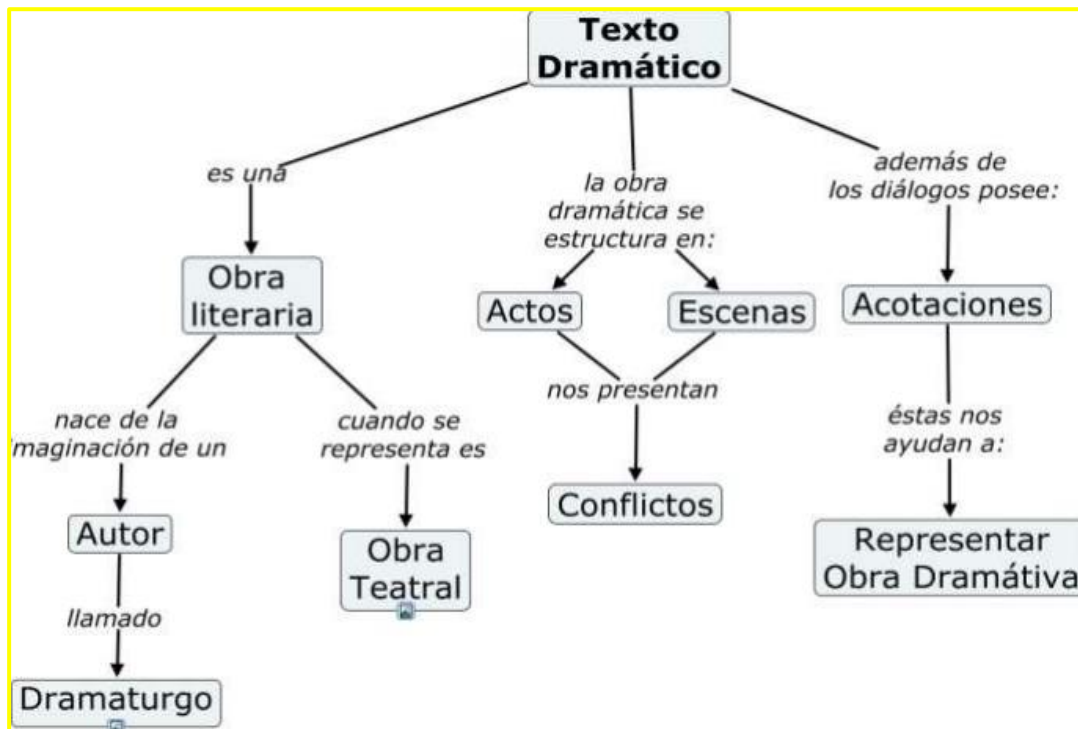 Texto
Dramático
es una
la obra
dramática se
estructura en:
además de
los diálogos posee:
Obra
literaria
Actos
Escenas
Acotaciones
nace de la
imaginación de un
cuando se
representa es
nos presentan
éstas nos
ayudan a:
Autor
Obra
Teatral
Conflictos
Representar
Obra Dramátiva
llamado
Dramaturgo